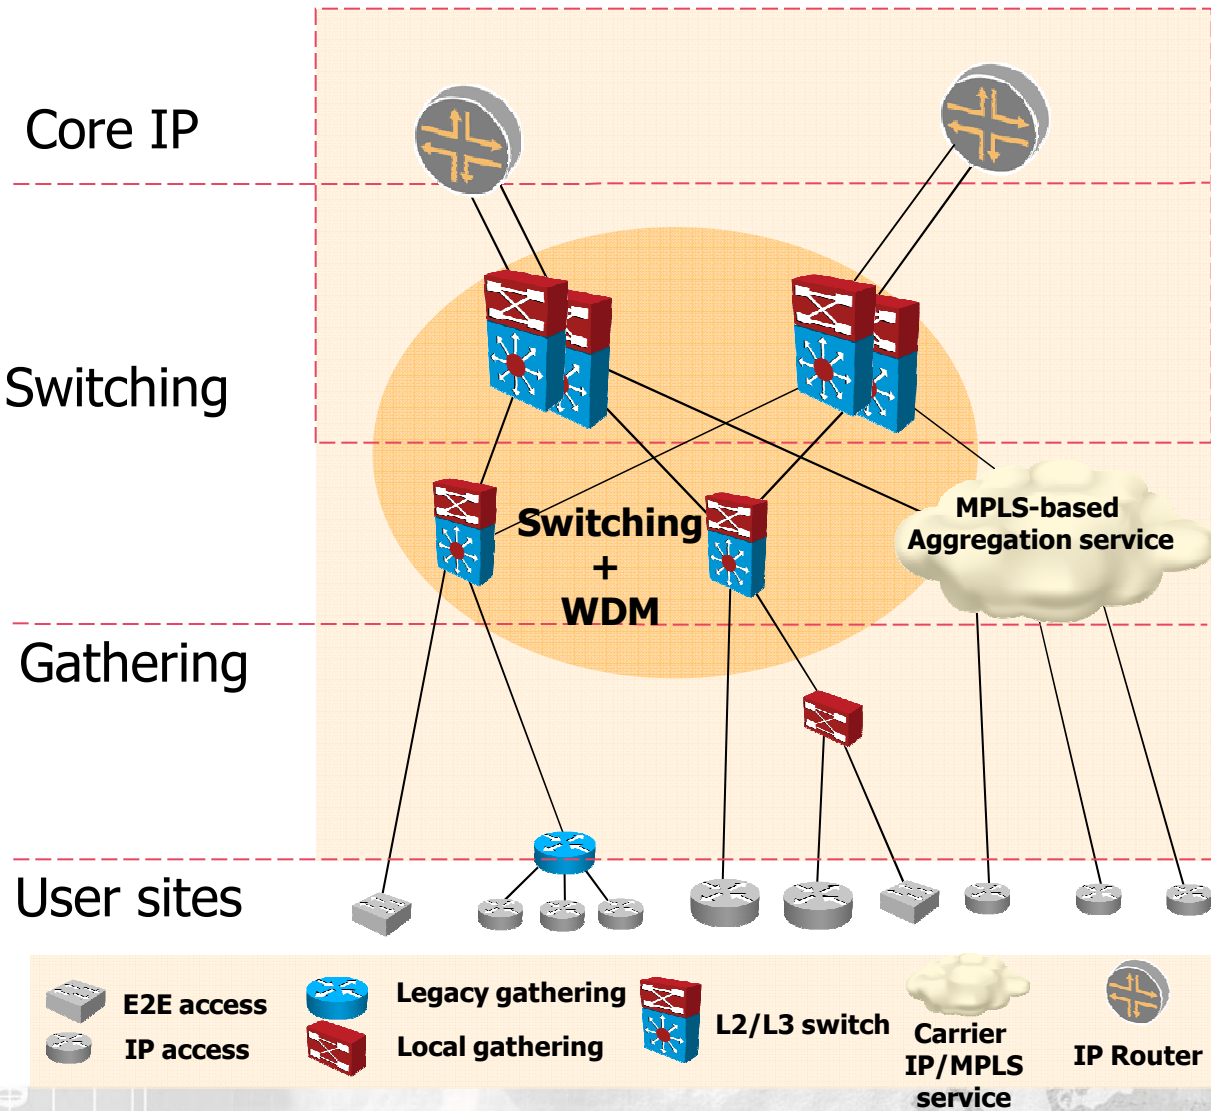 Core IP
Switching
MPLS-based
Aggregation service
Switching
+
WDM
Gathering
User sites
E2E access
IP access
Legacy gathering
Local gathering
L2/L3 switch
Carrier
IP/MPLS
service
IP Router